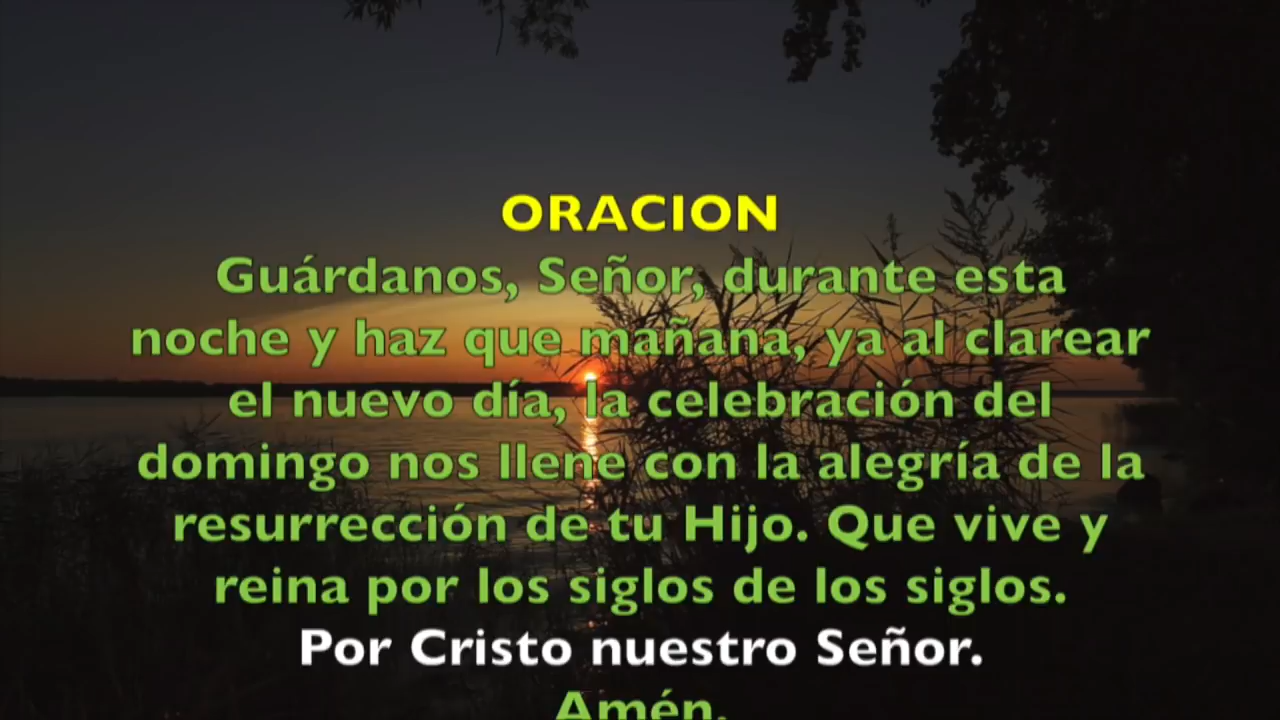 ORACION
Guárdanos, Señor, durante esta
noche y haz que mañana, ya al clarear
el nuevo día, la celebración del
domingo nos llene con la alegría de la
resurrección de tu Hijo. Que vive y
reina por los siglos de los siglos.
Por Cristo nuestro Señor.
Amén.